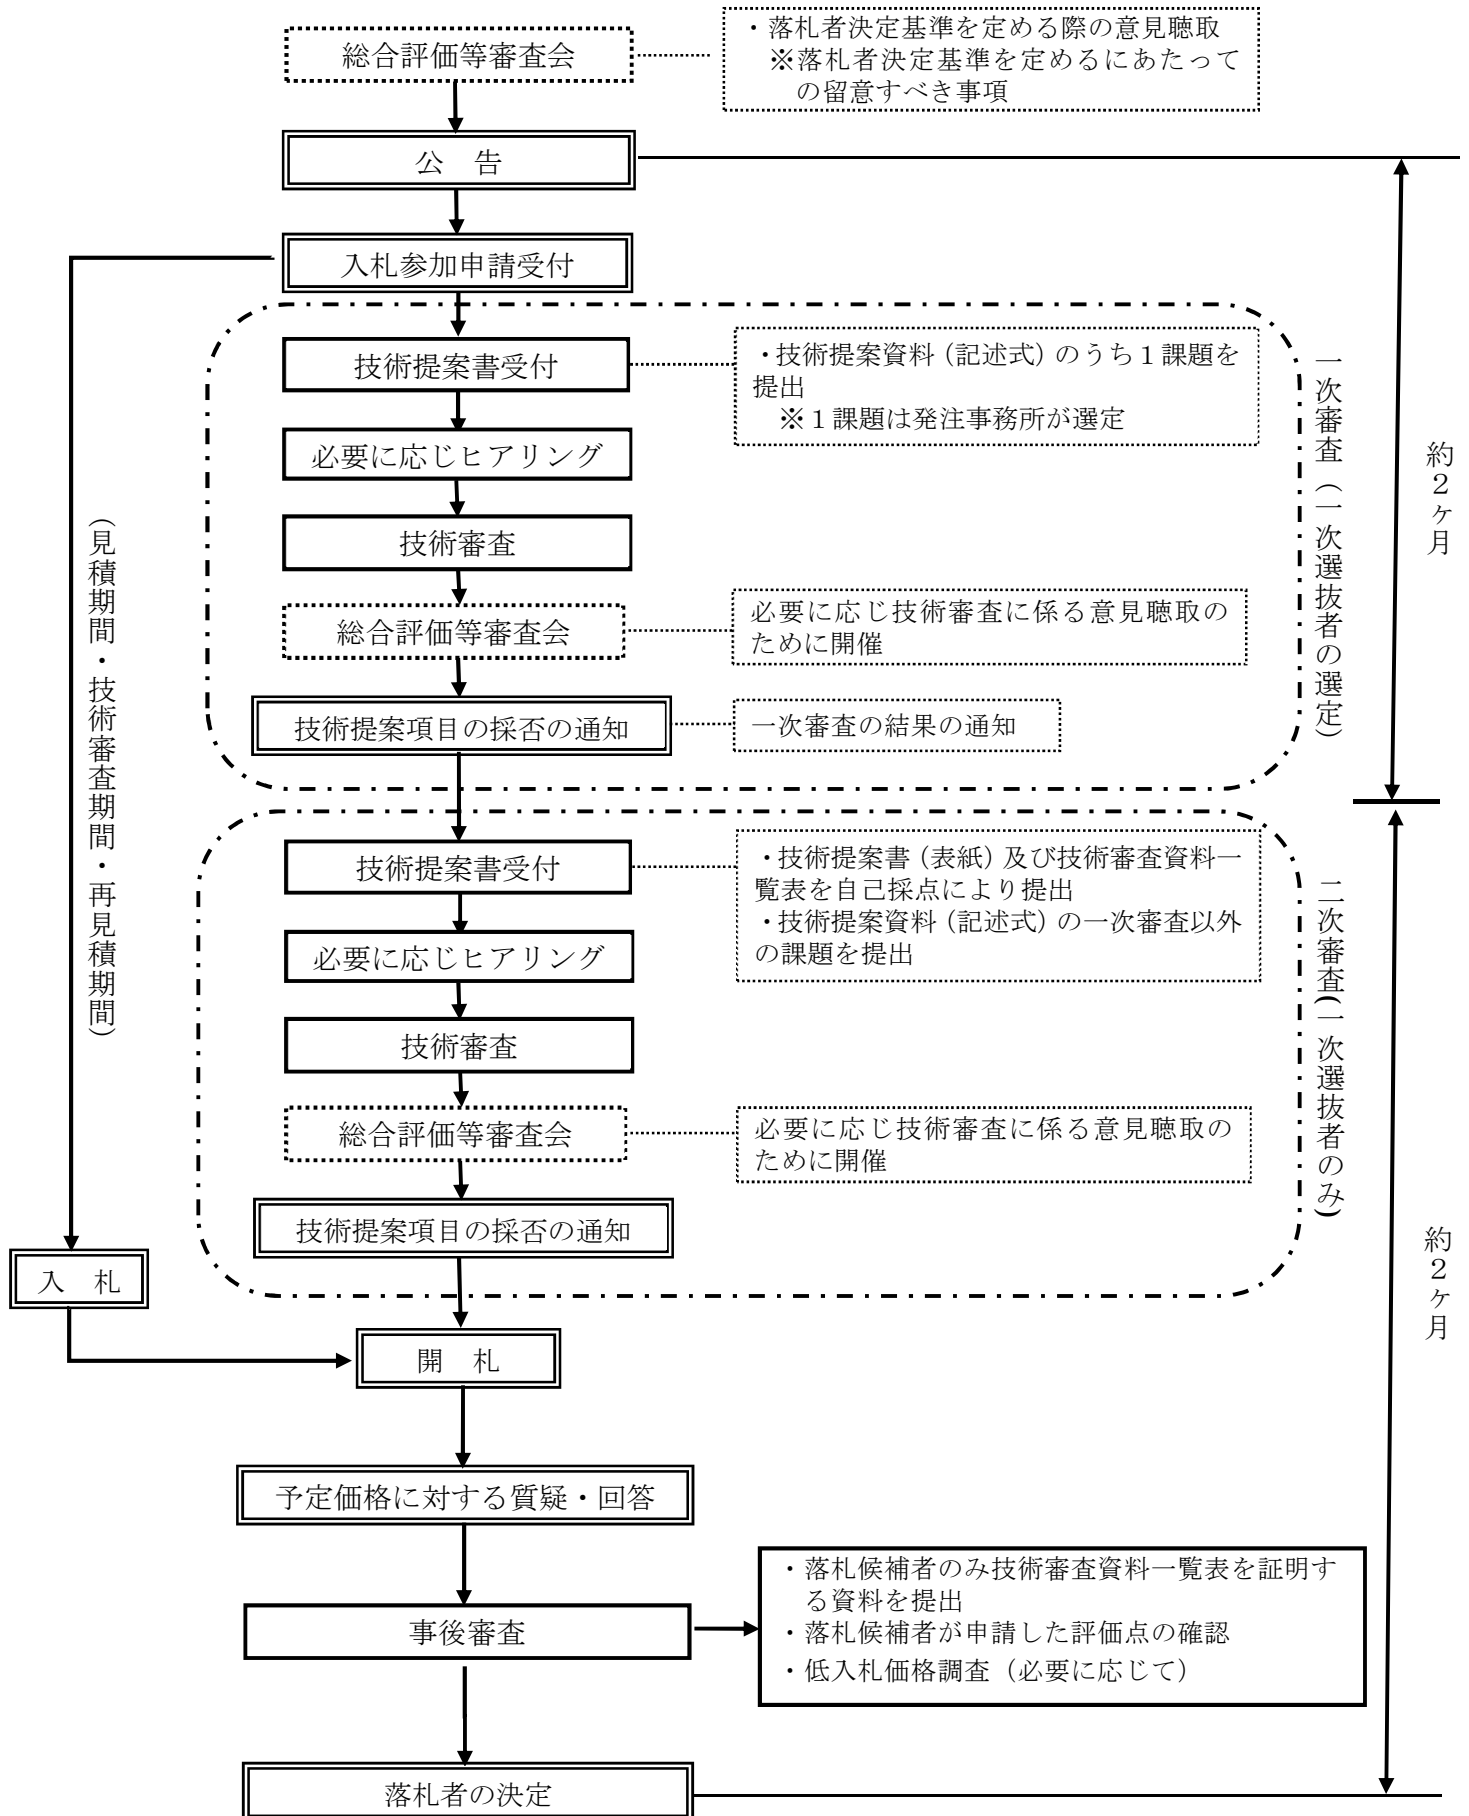 総合評価等審査会
・落札者決定基準を定める際の意見聴取
※落札者決定基準を定めるにあたって
の留意すべき事項
公　告
入札参加申請受付
技術提案書受付
・技術提案資料（記述式）のうち１課題を
提出
※１課題は発注事務所が選定
必要に応じヒアリング
技術審査
総合評価等審査会
必要に応じ技術審査に係る意見聴取の
ために開催
技術提案項目の採否の通知
一次審査の結果の通知
一次審査（一次選抜者の選定）
約２ヶ月
（見積期間・技術審査期間・再見積期間）
技術提案書受付
・技術提案書（表紙）及び技術審査資料一
覧表を自己採点により提出
・技術提案資料（記述式）の一次審査以外
の課題を提出
必要に応じヒアリング
技術審査
総合評価等審査会
必要に応じ技術審査に係る意見聴取の
ために開催
技術提案項目の採否の通知
二次審査(一次選抜者のみ)
約２ヶ月
入　札
開　札
予定価格に対する質疑・回答
事後審査
・落札候補者のみ技術審査資料一覧表を証明す
る資料を提出
・落札候補者が申請した評価点の確認
・低入札価格調査（必要に応じて）
落札者の決定